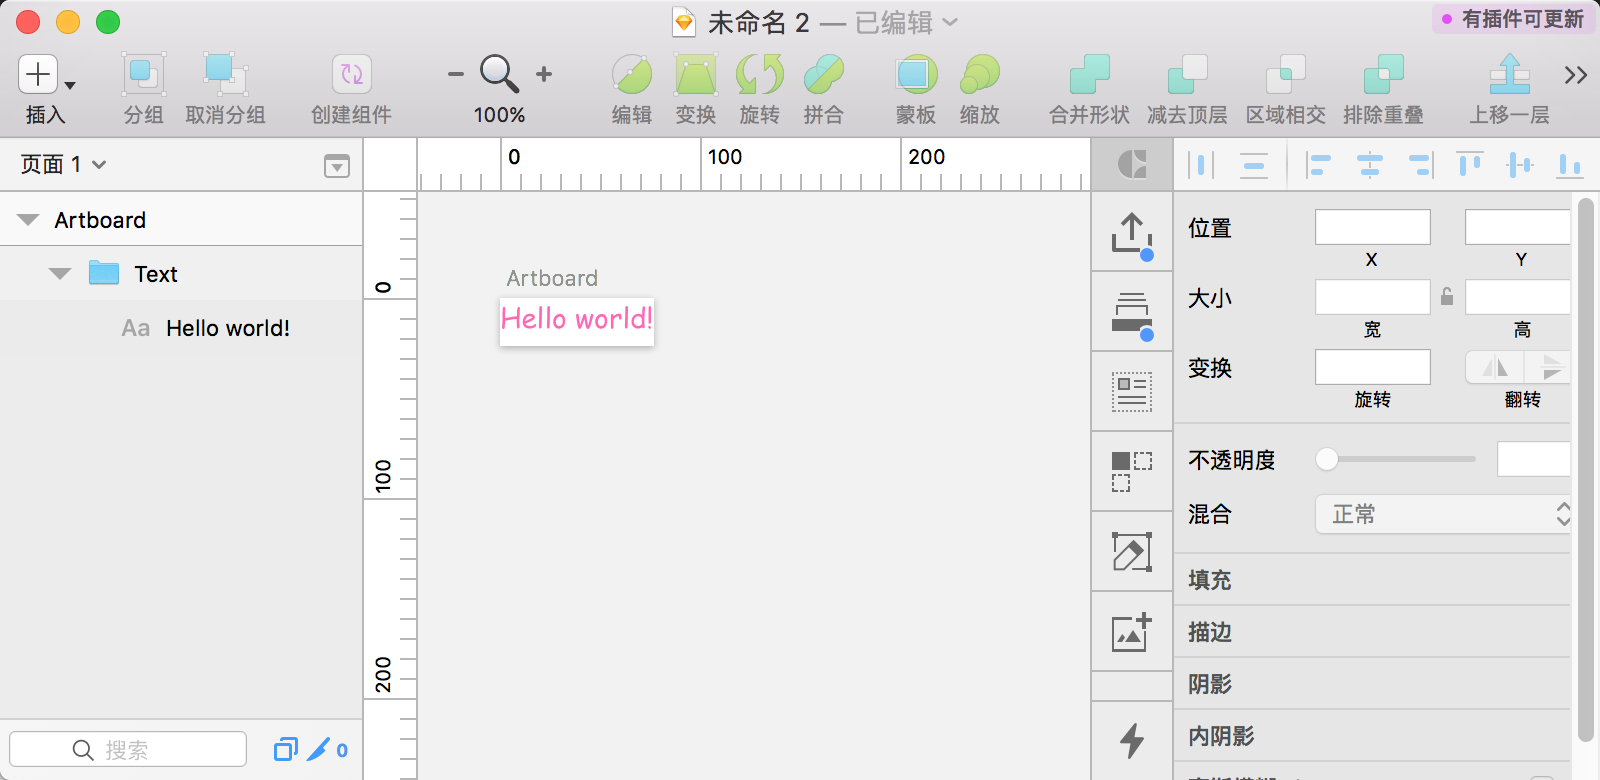 未命名 2 — 已编辑
有插件可更新
插入
分组
取消分组
创建组件
100%
编辑
变换
旋转
拼合
蒙板
缩放
合并形状
减去顶层
区域相交
排除重叠
上移一层
页面 1
0
100
200
Artboard
Text
Aa Hello world!
搜索
0
0
100
200
Artboard
Hello world!
位置
X
Y
大小
宽
高
变换
旋转
翻转
不透明度
混合
正常
填充
描边
阴影
内阴影